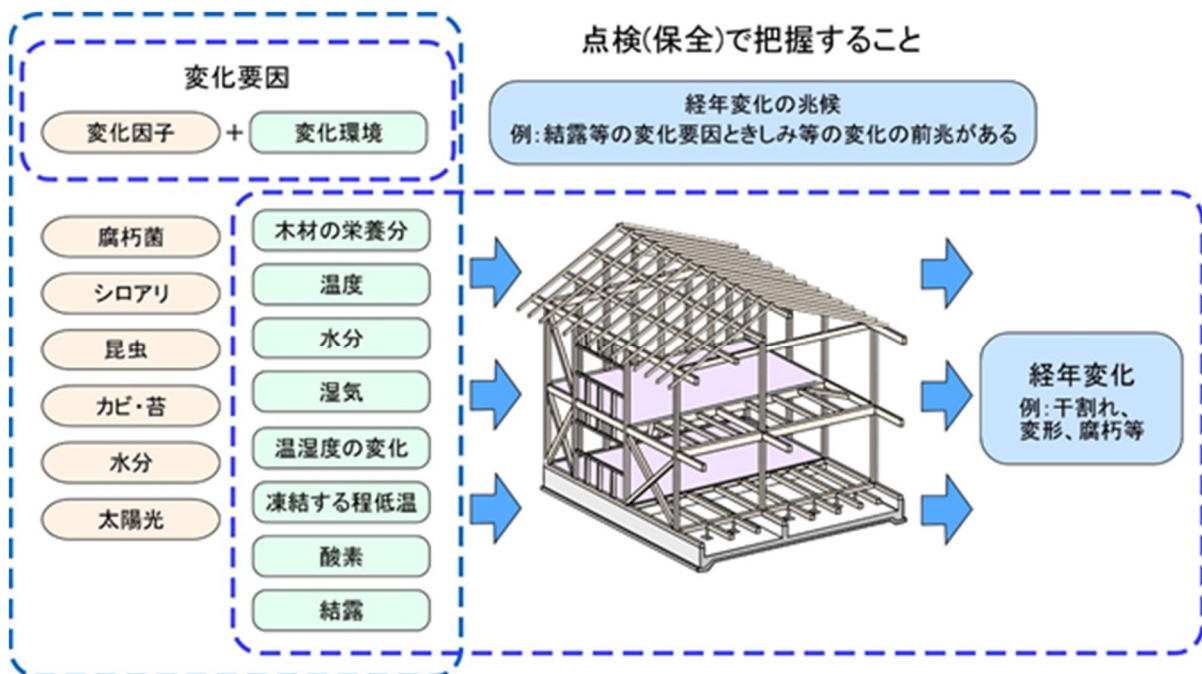 点検(保全)で把握すること
変化要因
変化因子
+
変化環境
経年変化の兆候
例:結露等の変化要因ときしみ等の変化の前兆がある
腐朽菌
シロアリ
昆虫
カビ・苔
水分
太陽光
木材の栄養分
温度
水分
湿気
温湿度の変化
凍結する程低温
酸素
結露
経年変化
例:干割れ、
変形、腐朽等